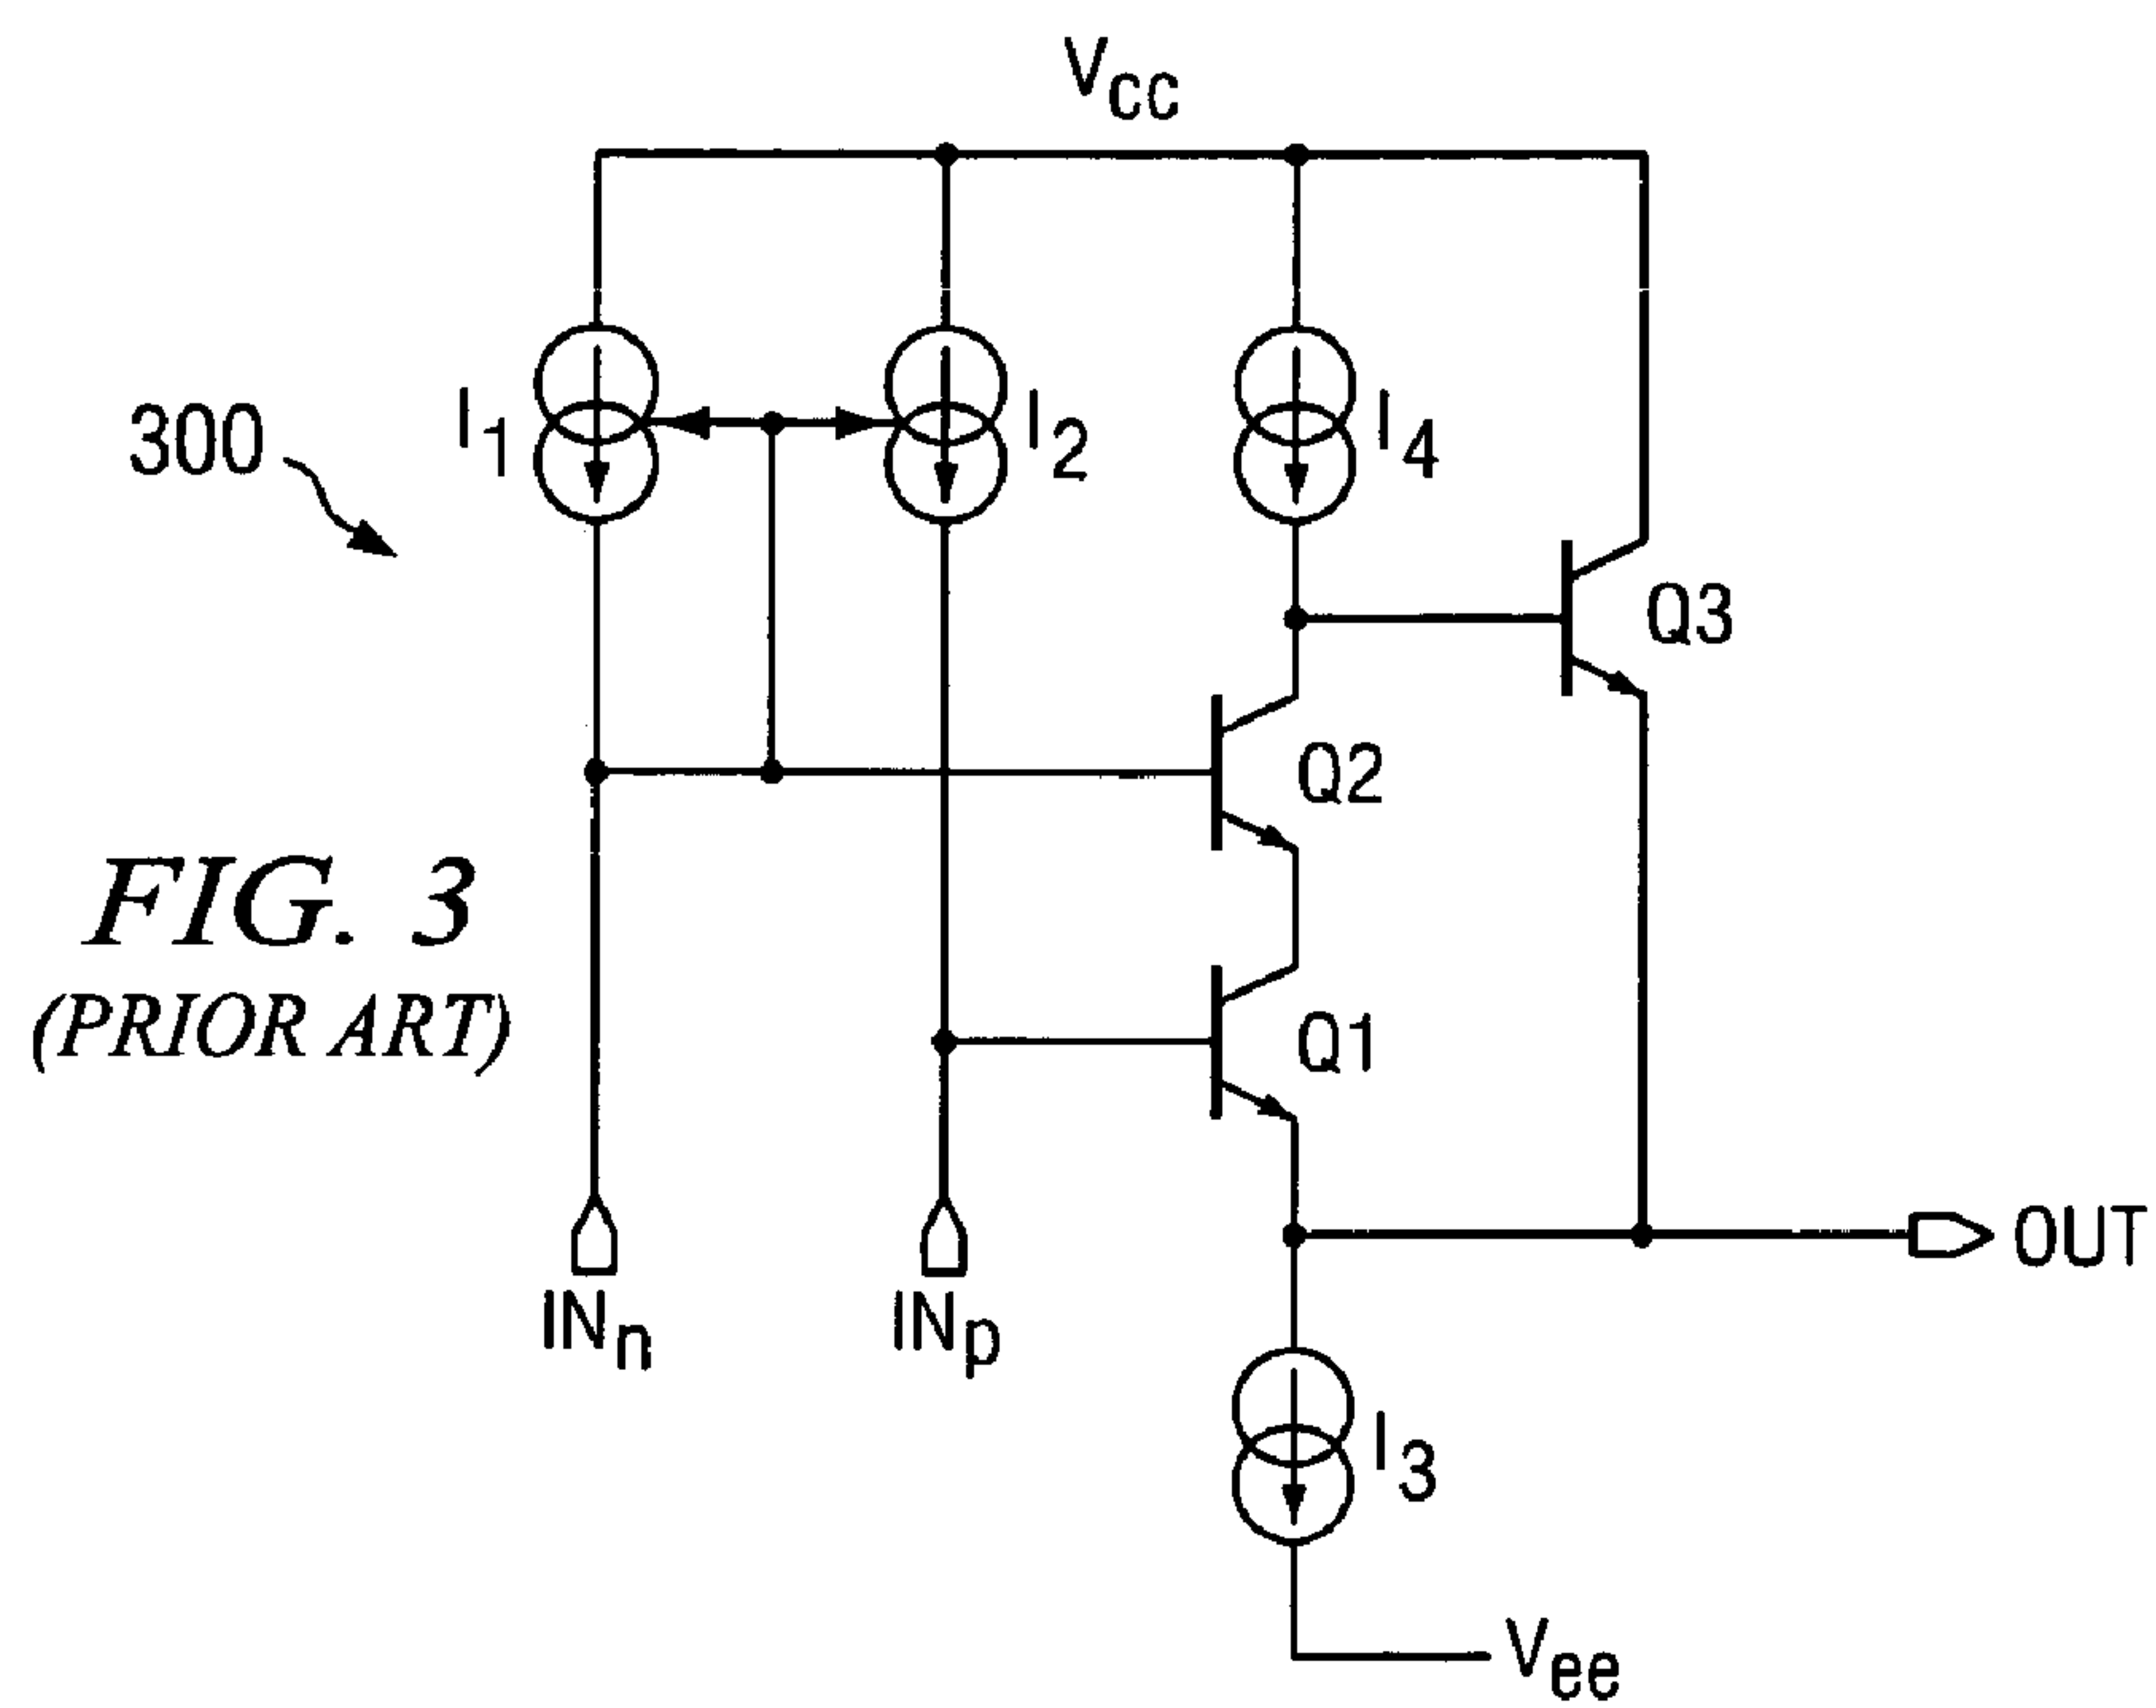 Vcc
300
I1
I2
I4
Q3
Q2
FIG. 3
(PRIOR ART)
Q1
OUT
INn
INp
I3
Vee